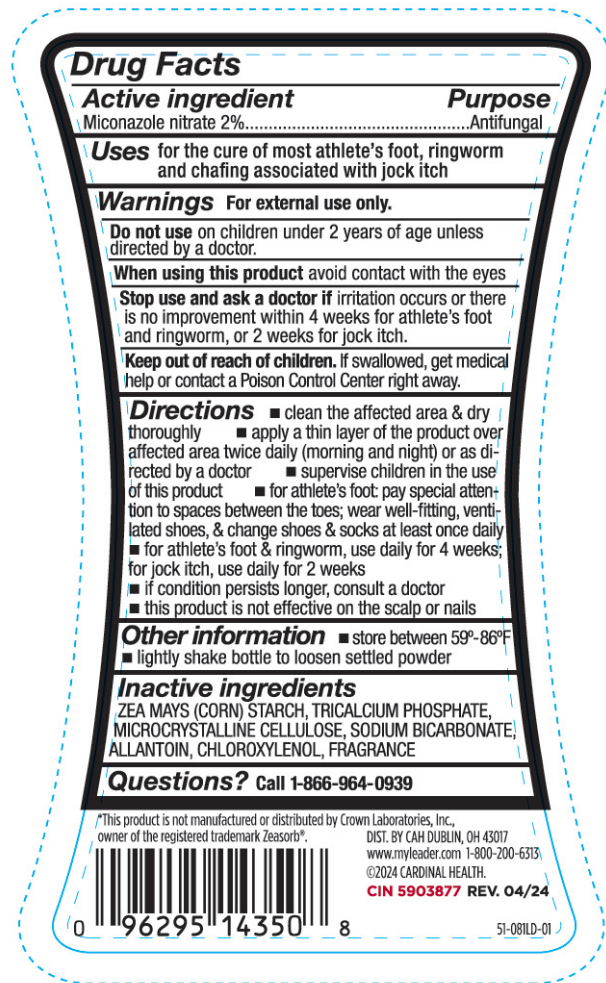 Drug Facts
Active ingredient Purpose
Miconazole nitrate 2%......................................................Antifungal
Uses for the cure of most athlete's foot, ringworm
and chafing associated with jock itch
Warnings For external use only.
Do not use on children under 2 years of age unless
directed by a doctor.
When using this product avoid contact with the eyes
Stop use and ask a doctor if irritation occurs or there
is no improvement within 4 weeks for athlete's foot
and ringworm, or 2 weeks for jock itch.
Keep out of reach of children. If swallowed, get medical
help or contact a Poison Control Center right away.
Directions ■ clean the affected area & dry
thoroughly ■ apply a thin layer of the product over
affected area twice daily (morning and night) or as di-
rected by a doctor ■ supervise children in the use
of this product ■ for athlete's foot: pay special atten-
tion to spaces between the toes; wear well-fitting, venti-
lated shoes, & change shoes & socks at least once daily
■ for athlete's foot & ringworm, use daily for 4 weeks;
for jock itch, use daily for 2 weeks
■ if condition persists longer, consult a doctor
■ this product is not effective on the scalp or nails
Other information ■ store between 59º-86ºF
■ lightly shake bottle to loosen settled powder
Inactive ingredients
ZEA MAYS (CORN) STARCH, TRICALCIUM PHOSPHATE,
MICROCRYSTALLINE CELLULOSE, SODIUM BICARBONATE,
ALLANTOIN, CHLOROXYLENOL, FRAGRANCE
Questions? Call 1-866-964-0939
*This product is not manufactured or distributed by Crown Laboratories, Inc.,
owner of the registered trademark Zeasorb®.
DIST. BY CAH DUBLIN, OH 43017
www.myleader.com 1-800-200-6313
©2024 CARDINAL HEALTH.
CIN 5903877 REV. 04/24
0 96295 14350 8
51-081LD-01